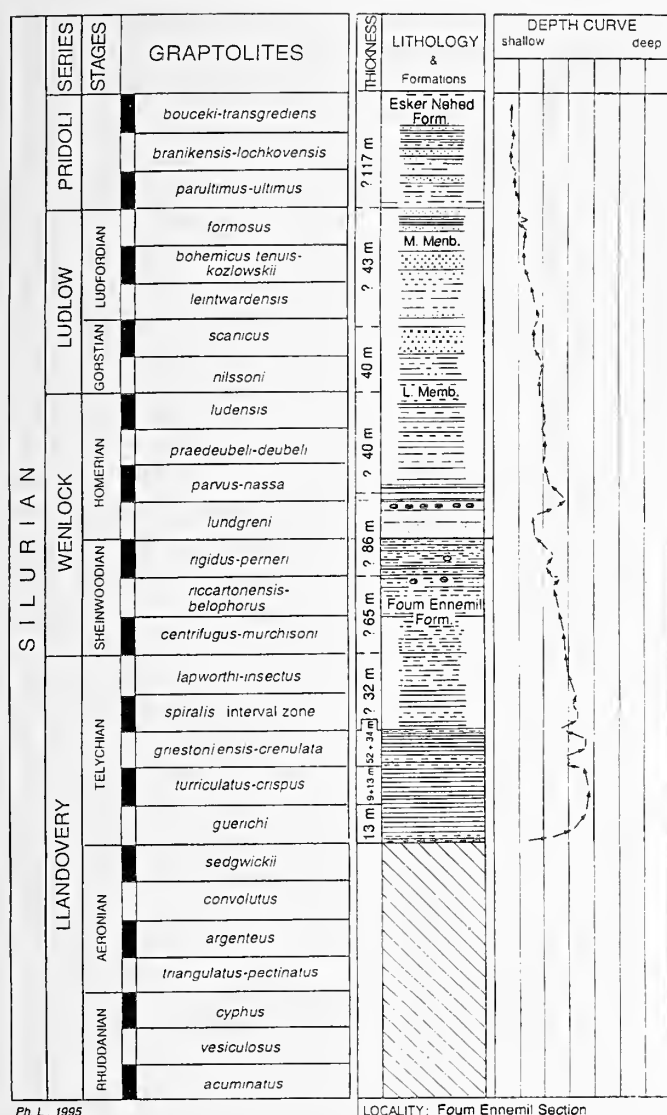 SILURIAN
SERIES
STAGES
GRAPTOLITES
THICKNESS
LITHOLOGY
&
Formations
DEPTH CURVE
shallow
deep
PRIDOLI
bouceki-transgrediens
branikensis-lochkovensis
parultimus-ultimus
? 117 m
Esker Nehed
Form.
LUDLOW
LUDFORDIAN
formosus
bohemicus tenuis-
kozlowskii
leintwardensis
? 43 m
M. Menb.
GORSTIAN
scanicus
nilssoni
40 m
L. Memb.
WENLOCK
HOMERIAN
ludensis
praedeubeli-deubeli
parvus-nassa
lundgreni
? 40 m
? 86 m
SHEINWOODIAN
rigidus-perneri
riccartonensis-
belophorus
centrifugus-murchisoni
? 65 m
Foum Ennemil
Form.
LLANDOVERY
TELYCHIAN
lapworthi-insectus
spiralis interval zone
griestoniensis-crenulata
turriculatus-crispus
guerichi
? 32 m
52 + 34 m
9+13 m
13 m
AERONIAN
sedgwickii
convolutus
argenteus
triangulatus-pectinatus
RHUDDANIAN
cyphus
vesiculosus
acuminatus
Ph. L. 1995
LOCALITY: Foum Ennemil Section